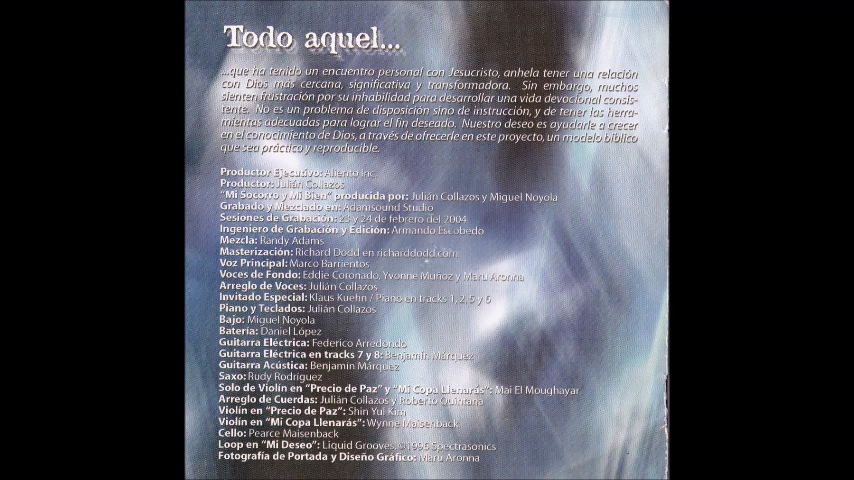 Todo aquel...
...que ha tenido un encuentro personal con Jesucristo, anhela tener una relación
con Dios más cercana, significativa y transformadora. Sin embargo, muchos
sienten frustración por su inhabilidad para desarrollar una vida devocional consis-
tente. No es un problema de disposición sino de instrucción, y de tener las herra-
mientas adecuadas para lograr el fin deseado. Nuestro deseo es ayudarle a crecer
en el conocimiento de Dios, a través de ofrecerle en este proyecto, un modelo bíblico
que sea práctico y reproducible.
Productor Ejecutivo: Aliento Inc.
Productor: Julián Collazos
"Mi Socorro y Mi Bien" producida por: Julián Collazos y Miguel Noyola
Grabado y Mezclado en: Adamsound Studio
Sesiones de Grabación: 23 y 24 de febrero del 2004
Ingeniero de Grabación y Edición: Armando Escobedo
Mezcla: Randy Adams
Masterización: Richard Dodd en richarddodd.com
Voz Principal: Marco Barrientos
Voces de Fondo: Eddie Coronado, Yvonne Muñoz y Maru Aronna
Arreglo de Voces: Julián Collazos
Invitado Especial: Klaus Kuehn / Piano en tracks 1, 2, 5 y 6
Piano y Teclados: Julián Collazos
Bajo: Miguel Noyola
Batería: Daniel López
Guitarra Eléctrica: Federico Arredondo
Guitarra Eléctrica en tracks 7 y 8: Benjamín Márquez
Guitarra Acústica: Benjamín Márquez
Saxo: Rudy Rodríguez
Solo de Violín en "Precio de Paz" y "Mi Copa Llenarás": Mai El Moughayar
Arreglo de Cuerdas: Julián Collazos y Roberto Quintana
Violín en "Precio de Paz": Shin Yul Kim
Violín en "Mi Copa Llenarás": Wynne Maisenback
Cello: Pearce Maisenback
Loop en "Mi Deseo": Liquid Grooves, ©1996 Spectrasonics
Fotografía de Portada y Diseño Gráfico: Maru Aronna